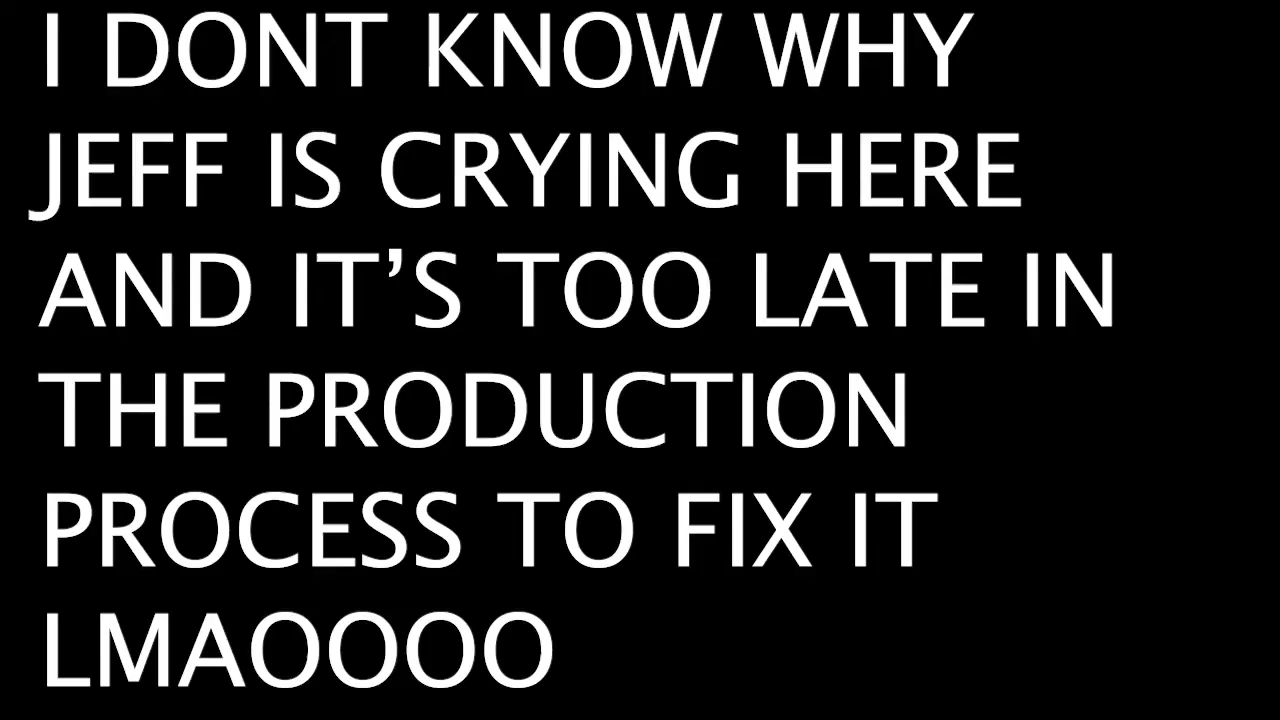 I DONT KNOW WHY
JEFF IS CRYING HERE
AND IT’S TOO LATE IN
THE PRODUCTION
PROCESS TO FIX IT
LMAOOOO